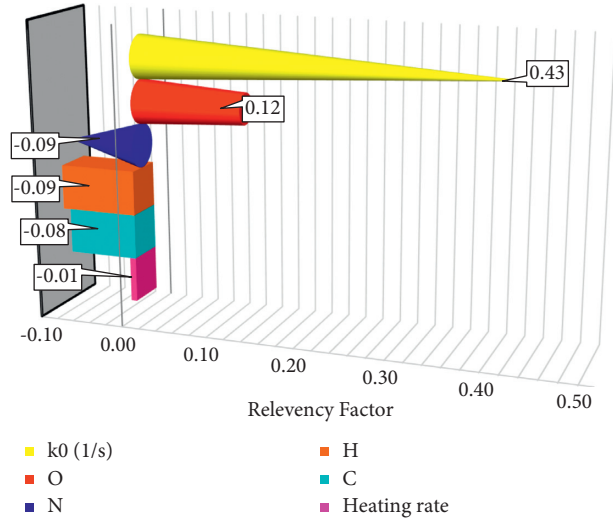 0.43
0.12
-0.09
-0.09
-0.08
-0.01
-0.10
0.00
0.10
0.20
0.30
0.40
0.50
Relevency Factor
k0 (1/s)
O
N
H
C
Heating rate